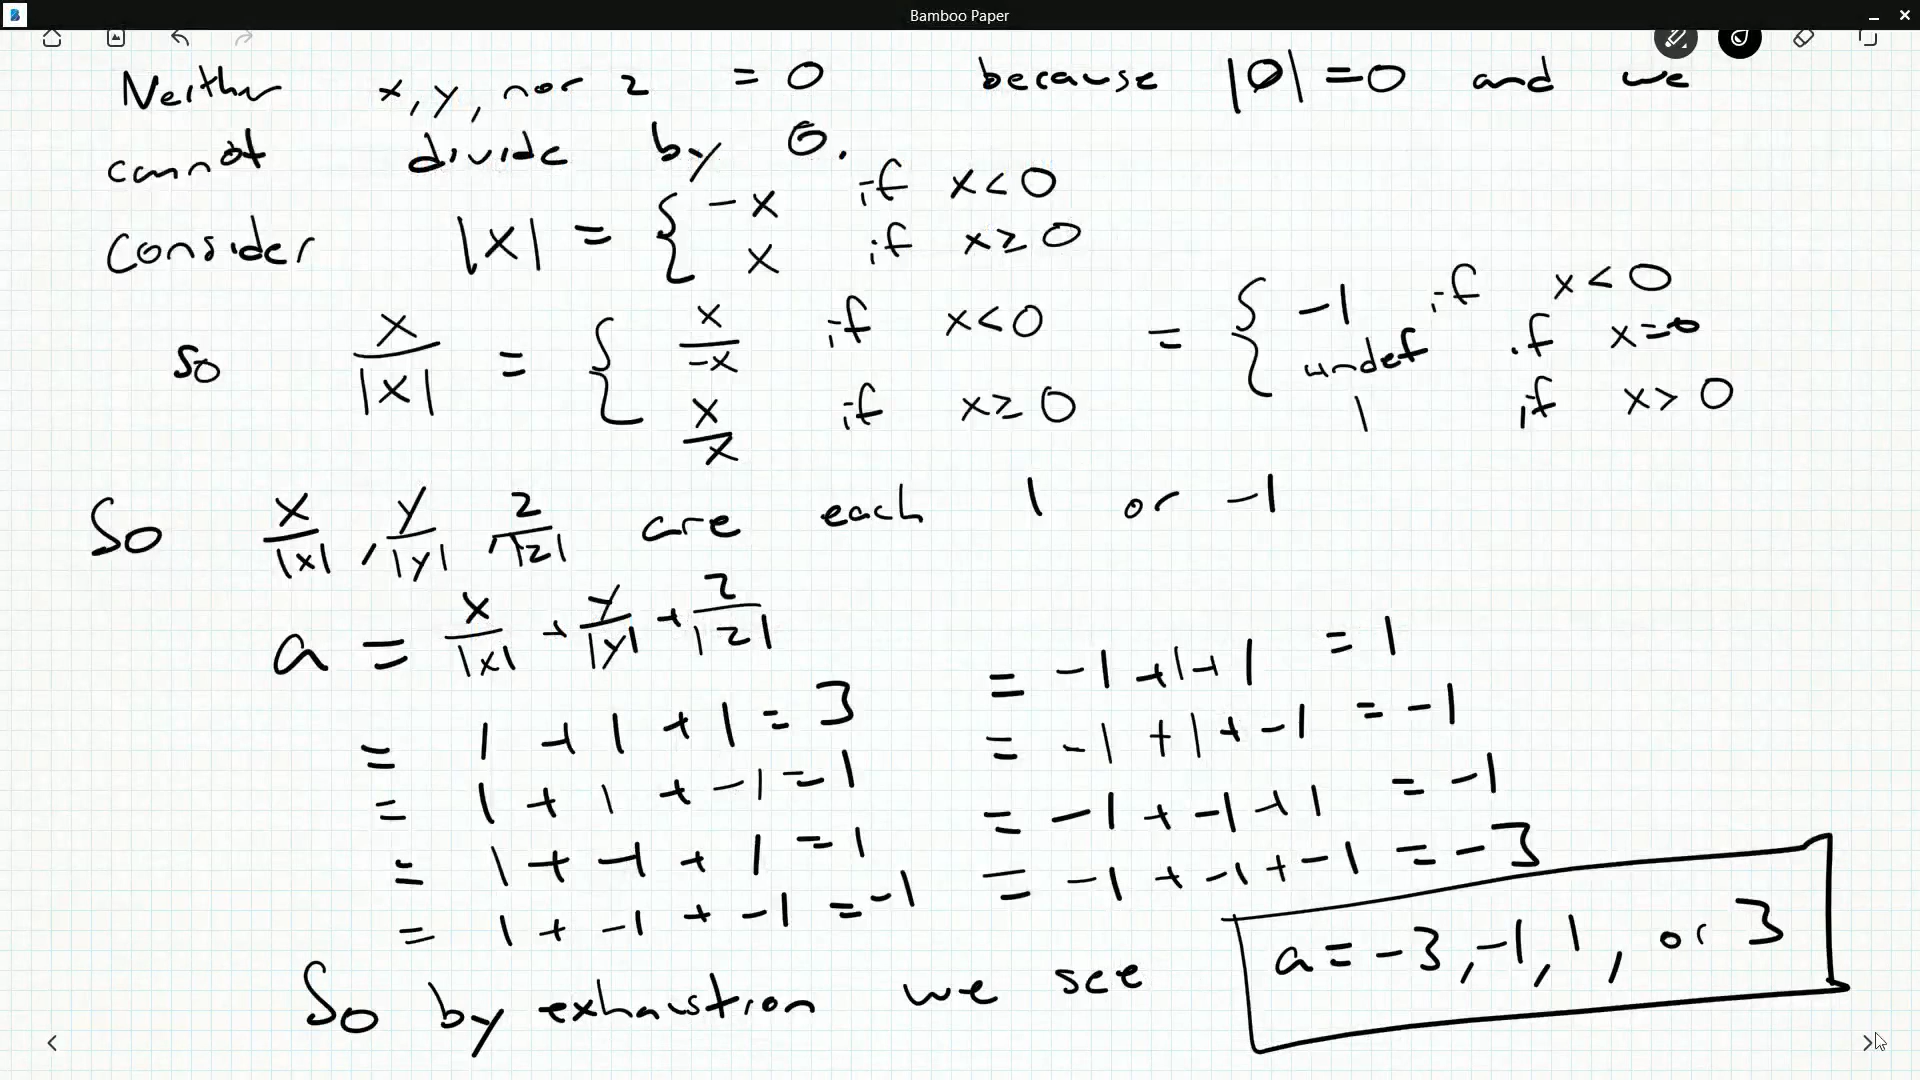 Bamboo Paper
Neither x, y, nor z = 0 because |0| = 0 and we
cannot divide by 0.
Consider |x| = { -x if x < 0
x if x ≥ 0
So x/|x| = { x/-x if x < 0 = { -1 if x < 0
undef if x = 0
x/x if x ≥ 0 1 if x > 0
So x/|x|, y/|y|, z/|z| are each 1 or -1
a = x/|x| + y/|y| + z/|z|
= 1 + 1 + 1 = 3
= 1 + 1 + -1 = 1
= 1 + -1 + 1 = 1
= 1 + -1 + -1 = -1
= -1 + 1 + 1 = 1
= -1 + 1 + -1 = -1
= -1 + -1 + 1 = -1
= -1 + -1 + -1 = -3
So by exhaustion we see
a = -3, -1, 1, or 3